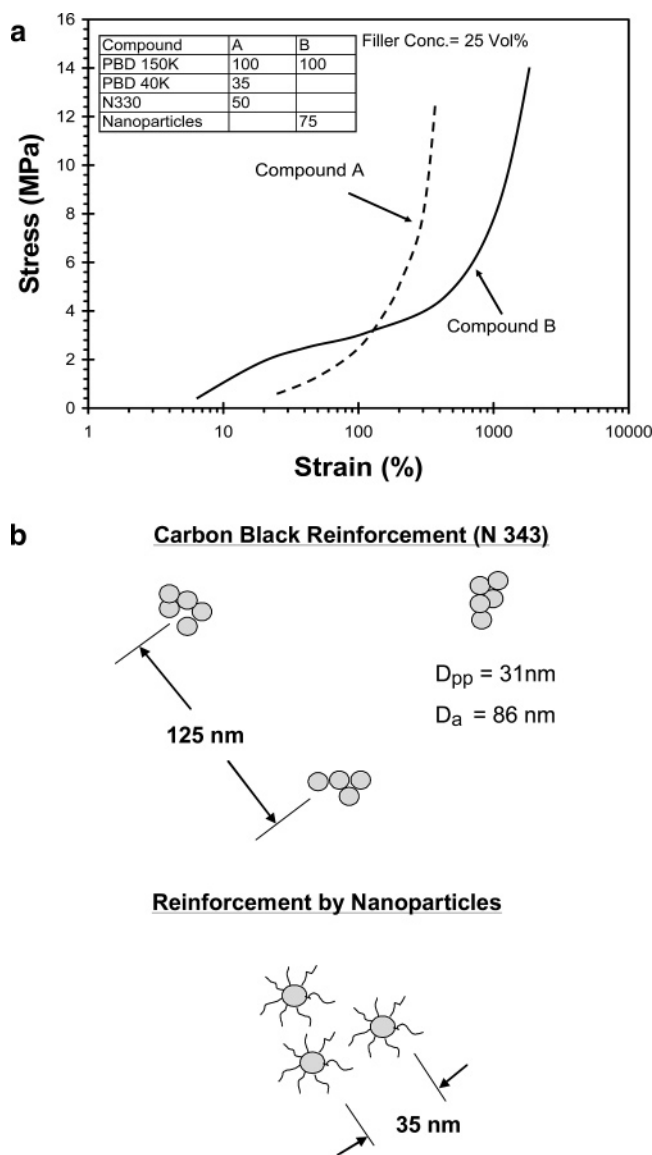 a
Compound A B
PBD 150K 100 100
PBD 40K 35
N330 50
Nanoparticles 75
Filler Conc.= 25 Vol%
16
14
12
10
8
6
4
2
0
Stress (MPa)
Compound A
Compound B
1 10 100 1000 10000
Strain (%)
b
Carbon Black Reinforcement (N 343)
Dpp = 31nm
Da = 86 nm
125 nm
Reinforcement by Nanoparticles
35 nm